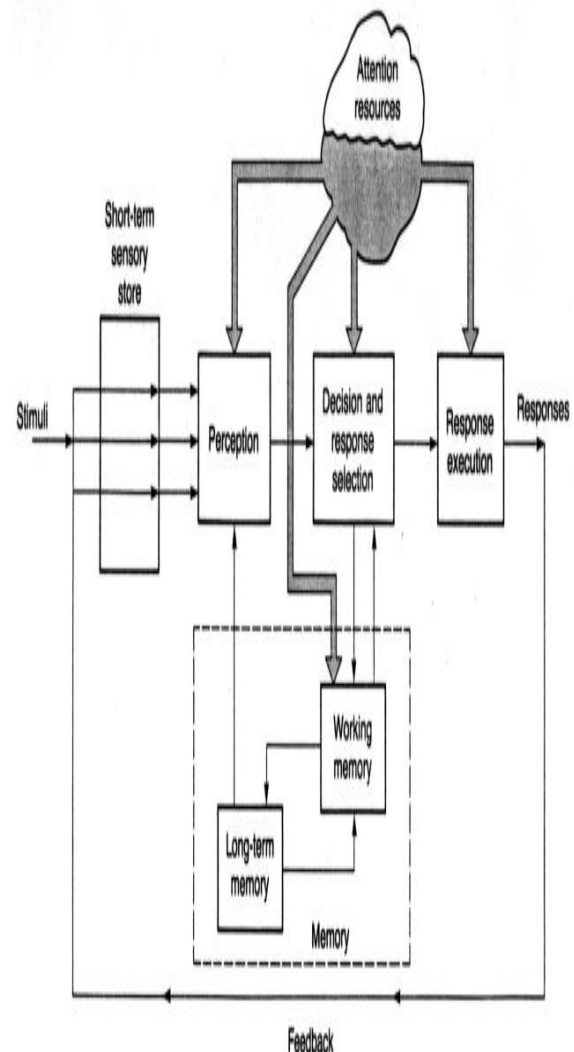 Attention
resources
Short-term
sensory
store
Stimuli
Perception
Decision and
response
selection
Response
execution
Responses
Working
memory
Long-term
memory
Memory
Feedback